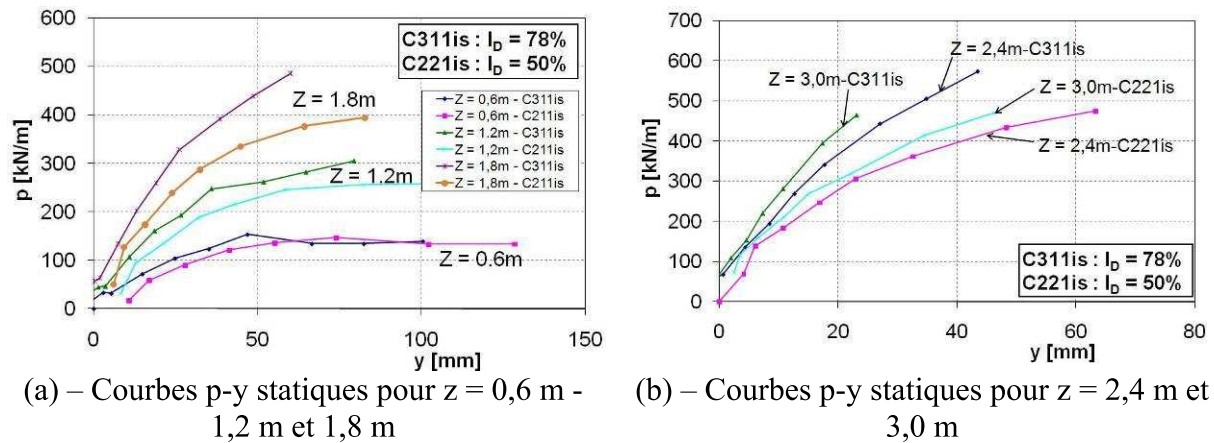 600
500
400
300
200
100
0
p [kN/m]
0
50
100
150
y [mm]
C311is : I_D = 78%
C221is : I_D = 50%
Z = 1.8m
Z = 1.2m
Z = 0.6m
Z = 0,6m - C311is
Z = 0,6m - C211is
Z = 1.2m - C311is
Z = 1,2m - C211is
Z = 1,8m - C311is
Z = 1,8m - C211is
(a) – Courbes p-y statiques pour z = 0,6 m -
1,2 m et 1,8 m
700
600
500
400
300
200
100
0
p [kN/m]
0
20
40
60
80
y [mm]
Z = 2,4m-C311is
Z = 3,0m-C311is
Z = 3,0m-C221is
Z = 2,4m-C221is
C311is : I_D = 78%
C221is : I_D = 50%
(b) – Courbes p-y statiques pour z = 2,4 m et
3,0 m